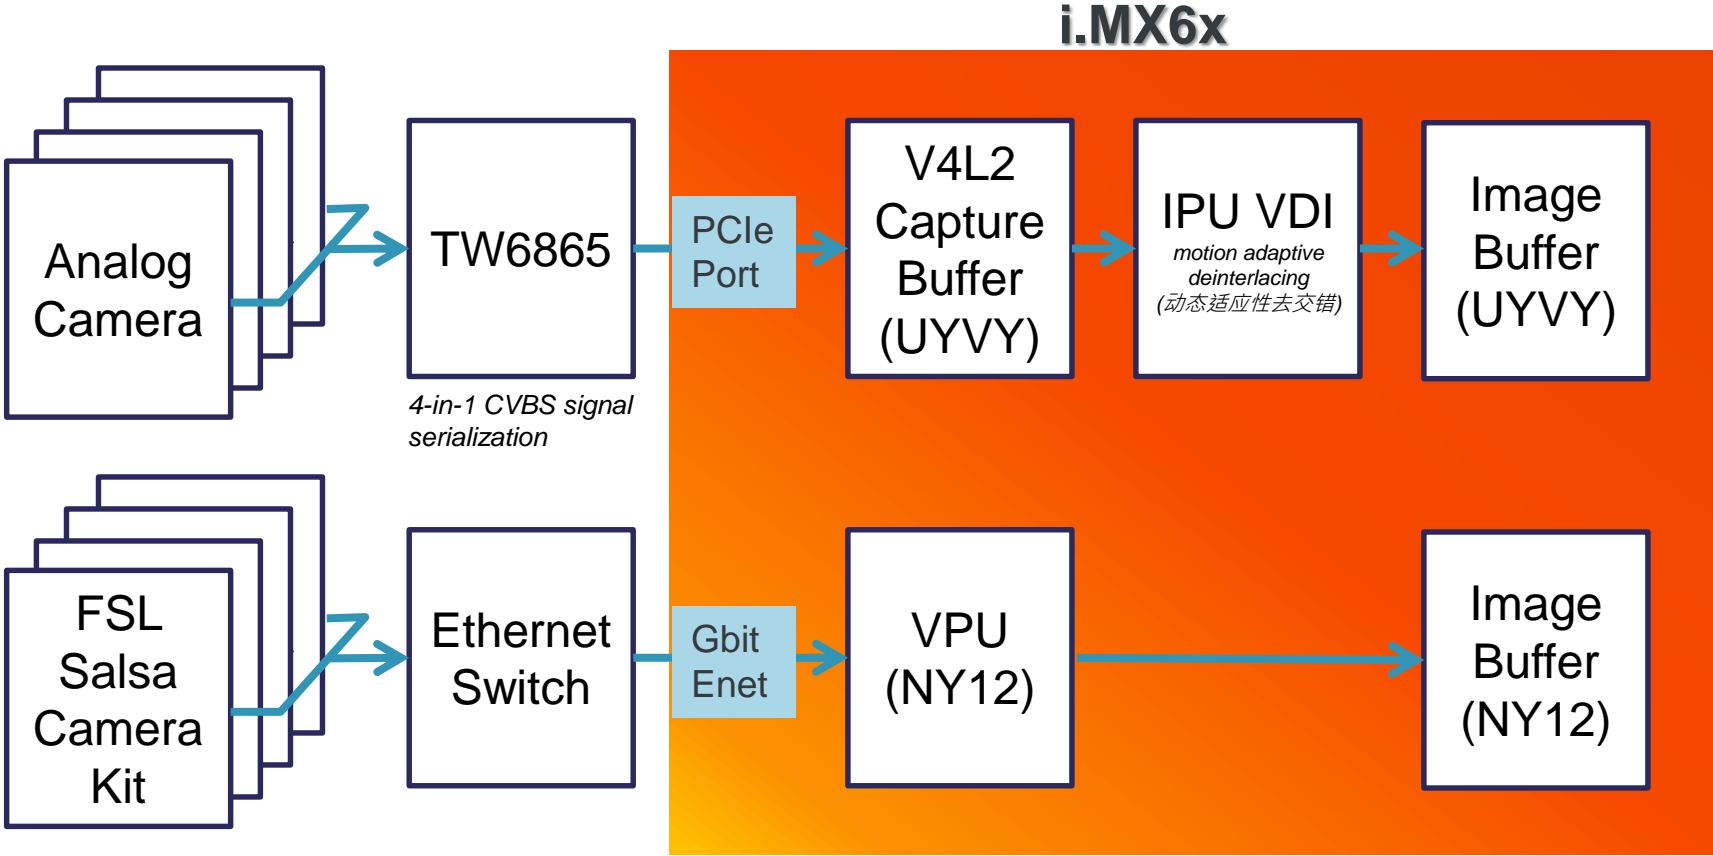 i.MX6x
Analog
Camera
TW6865
4-in-1 CVBS signal
serialization
PCIe
Port
V4L2
Capture
Buffer
(UYVY)
IPU VDI
motion adaptive
deinterlacing
(动态适应性去交错)
Image
Buffer
(UYVY)
FSL
Salsa
Camera
Kit
Ethernet
Switch
Gbit
Enet
VPU
(NY12)
Image
Buffer
(NY12)